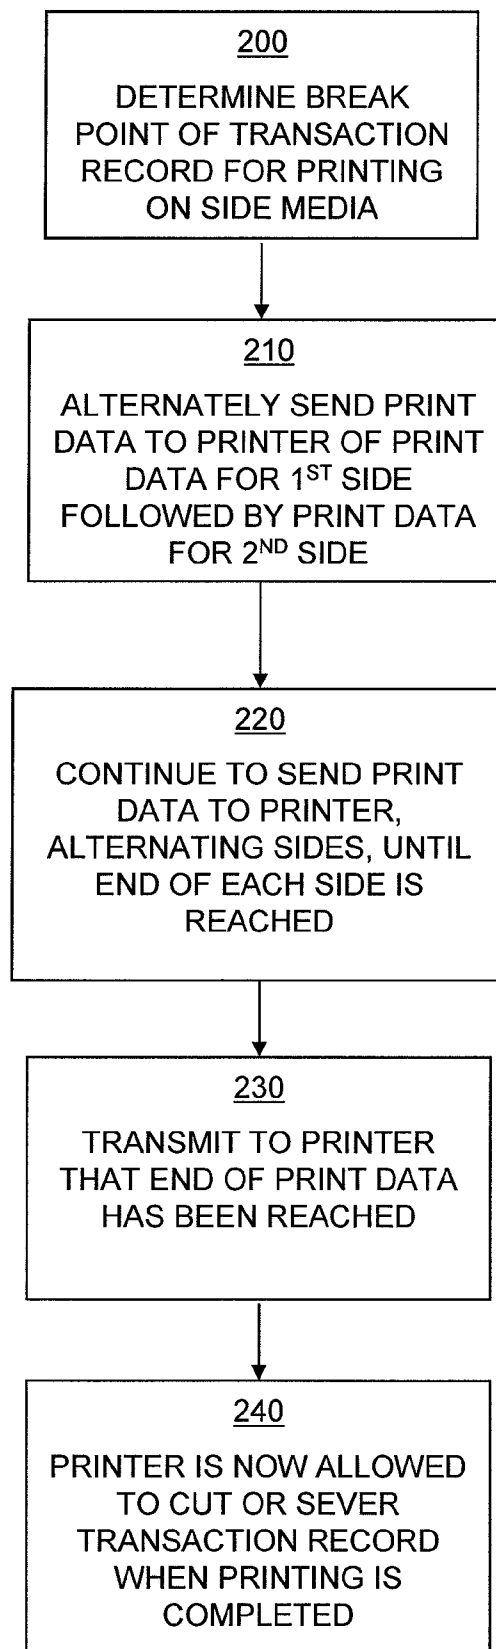 200
DETERMINE BREAK
POINT OF TRANSACTION
RECORD FOR PRINTING
ON SIDE MEDIA
210
ALTERNATELY SEND PRINT
DATA TO PRINTER OF PRINT
DATA FOR 1ST SIDE
FOLLOWED BY PRINT DATA
FOR 2ND SIDE
220
CONTINUE TO SEND PRINT
DATA TO PRINTER,
ALTERNATING SIDES, UNTIL
END OF EACH SIDE IS
REACHED
230
TRANSMIT TO PRINTER
THAT END OF PRINT DATA
HAS BEEN REACHED
240
PRINTER IS NOW ALLOWED
TO CUT OR SEVER
TRANSACTION RECORD
WHEN PRINTING IS
COMPLETED